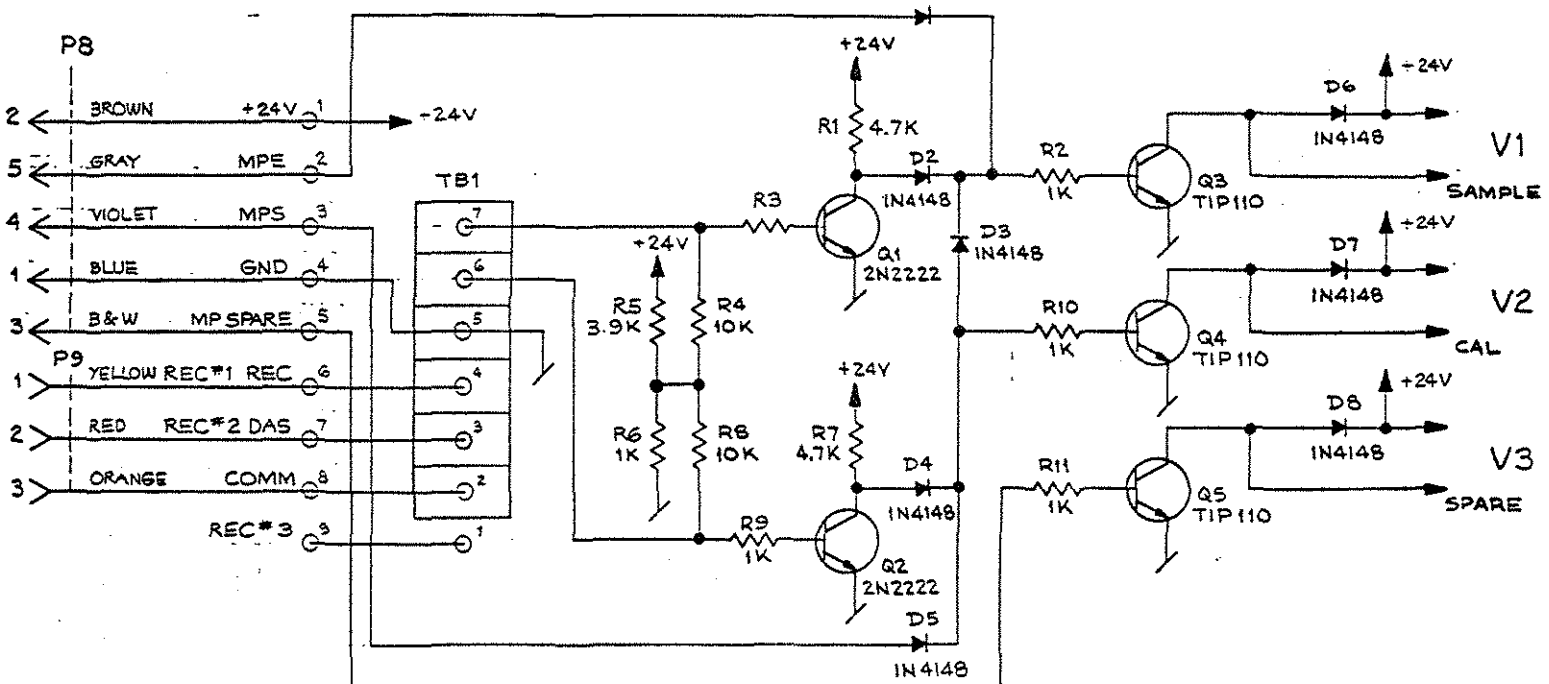 P8
2 BROWN +24V 1 +24V
5 GRAY MPE 2
4 VIOLET MPS 3
1 BLUE GND 4
3 B&W MP SPARE 5
P9
1 YELLOW REC#1 REC 6
2 RED REC#2 DAS 7
3 ORANGE COMM 8
REC#3 9
TB1
7
6
5
4
3
2
1
+24V
R5
3.9K
R4
10K
R6
1K
R8
10K
R3
+24V
R1
4.7K
Q1
2N2222
D2
1N4148
D3
1N4148
+24V
R7
4.7K
D4
1N4148
R9
1K
Q2
2N2222
D5
1N4148
R2
1K
Q3
TIP110
D6
1N4148
+24V
V1
SAMPLE
R10
1K
Q4
TIP110
D7
1N4148
+24V
V2
CAL
R11
1K
Q5
TIP110
D8
1N4148
+24V
V3
SPARE